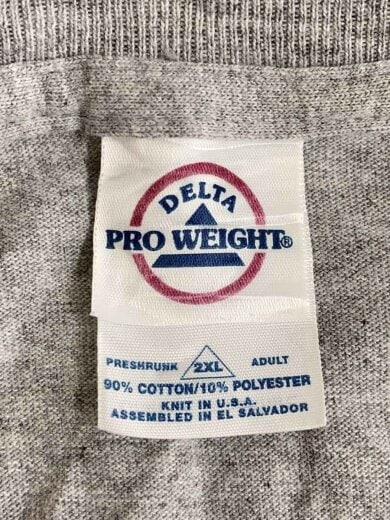 DELTA
PRO WEIGHT®
PRESHRUNK 2XL ADULT
90% COTTON/10% POLYESTER
KNIT IN U.S.A.
ASSEMBLED IN EL SALVADOR